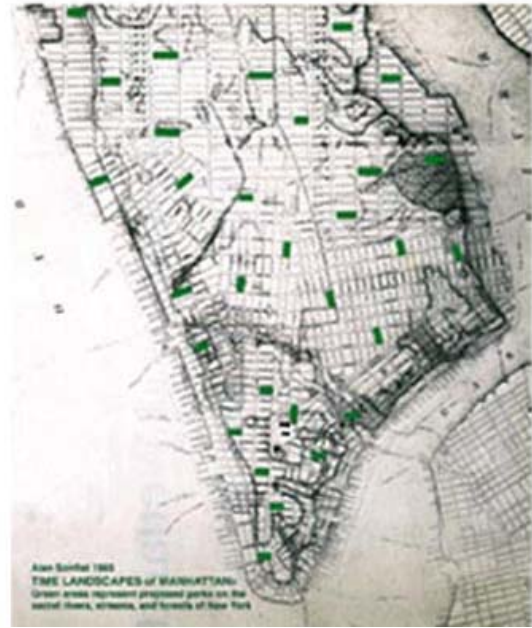 Alan Sonfist 1965
TIME LANDSCAPES of MANHATTAN
Green areas represent proposed parks on the
secret rivers, streams, and forests of New York